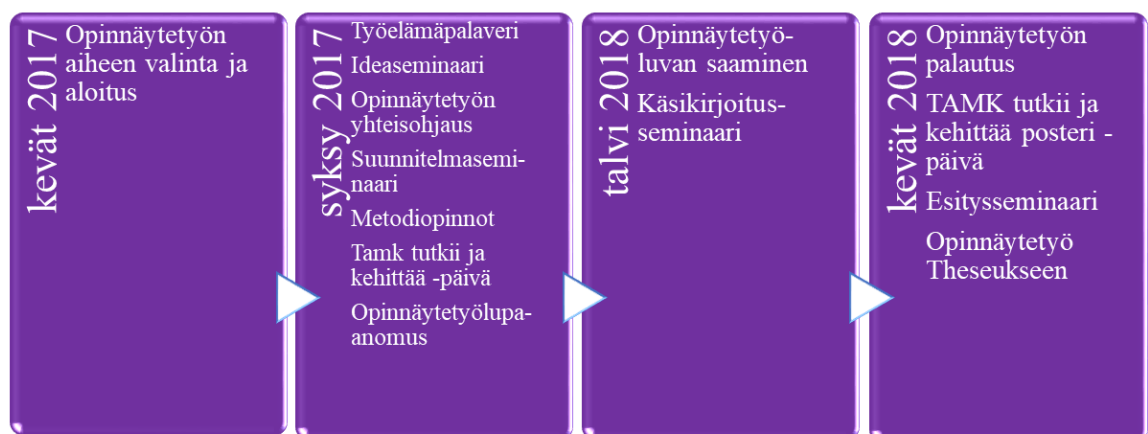 kevät 2017
Opinnäytetyön
aiheen valinta ja
aloitus
syksy 2017
Työelämäpalaveri
Ideaseminaari
Opinnäytetyön
yhteisohjaus
Suunnitelmasemi-
naari
Metodiopinnot
Tamk tutkii ja
kehittää -päivä
Opinnäytetyölupa-
anomus
talvi 2018
Opinnäytetyö-
luvan saaminen
Käsikirjoitus-
seminaari
kevät 2018
Opinnäytetyön
palautus
TAMK tutkii ja
kehittää posteri -
päivä
Esitysseminaari
Opinnäytetyö
Theseukseen